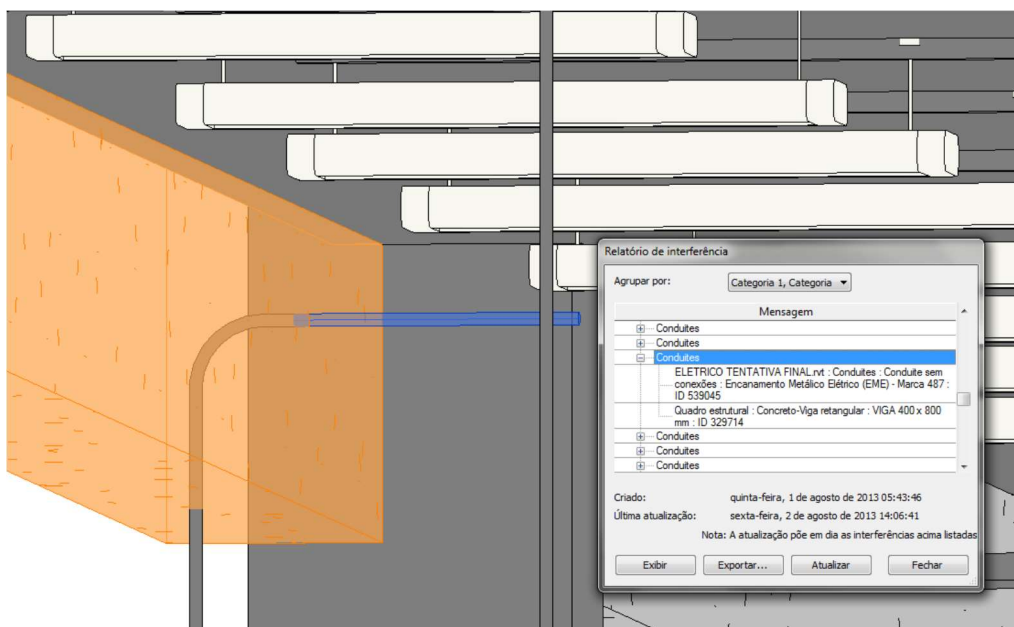 Relatório de interferência
Agrupar por: Categoria 1, Categoria
Mensagem
Conduites
Conduites
Conduites
ELETRICO TENTATIVA FINAL.rvt : Conduites : Conduite sem
conexões : Encanamento Metálico Elétrico (EME) - Marca 487 :
ID 539045
Quadro estrutural : Concreto-Viga retangular : VIGA 400 x 800
mm : ID 329714
Conduites
Conduites
Conduites
Criado: quinta-feira, 1 de agosto de 2013 05:43:46
Última atualização: sexta-feira, 2 de agosto de 2013 14:06:41
Nota: A atualização põe em dia as interferências acima listadas
Exibir Exportar... Atualizar Fechar